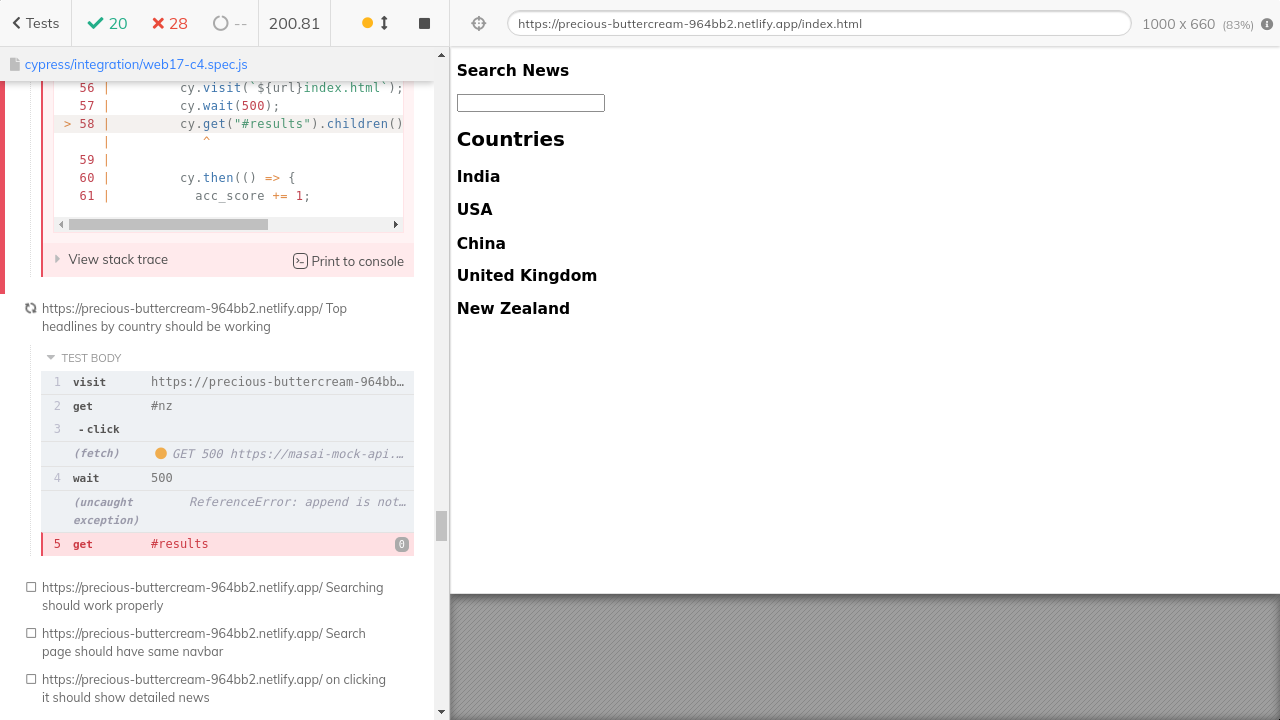 Tests
20
28
--
200.81
https://precious-buttercream-964bb2.netlify.app/index.html
1000 x 660 (83%)
cypress/integration/web17-c4.spec.js
56 | cy.visit(`${url}index.html`);
57 | cy.wait(500);
> 58 | cy.get("#results").children()
| ^
59 |
60 | cy.then(() => {
61 | acc_score += 1;
View stack trace
Print to console
https://precious-buttercream-964bb2.netlify.app/ Top
headlines by country should be working
TEST BODY
1 visit https://precious-buttercream-964bb…
2 get #nz
3 - click
(fetch) GET 500 https://masai-mock-api.…
4 wait 500
(uncaught ReferenceError: append is not…
exception)
5 get #results 0
https://precious-buttercream-964bb2.netlify.app/ Searching
should work properly
https://precious-buttercream-964bb2.netlify.app/ Search
page should have same navbar
https://precious-buttercream-964bb2.netlify.app/ on clicking
it should show detailed news
Search News
Countries
India
USA
China
United Kingdom
New Zealand